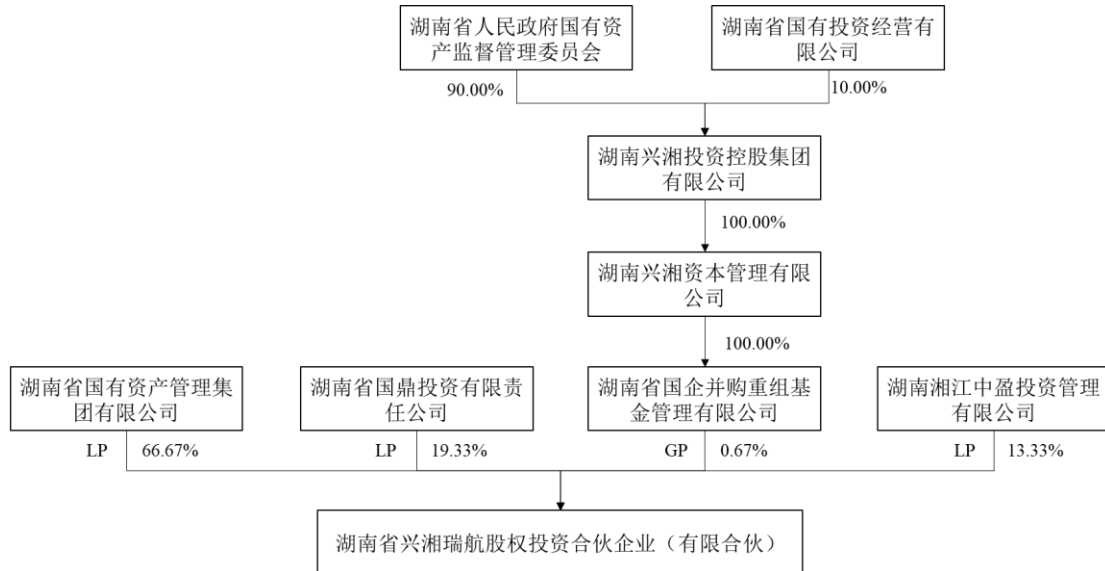 湖南省人民政府国有资
产监督管理委员会
湖南省国有投资经营有
限公司
90.00%
10.00%
湖南兴湘投资控股集团
有限公司
100.00%
湖南兴湘资本管理有限
公司
100.00%
湖南省国有资产管理集
团有限公司
湖南省国鼎投资有限责
任公司
湖南省国企并购重组基
金管理有限公司
湖南湘江中盈投资管理
有限公司
LP 66.67%
LP 19.33%
GP 0.67%
LP 13.33%
湖南省兴湘瑞航股权投资合伙企业（有限合伙）